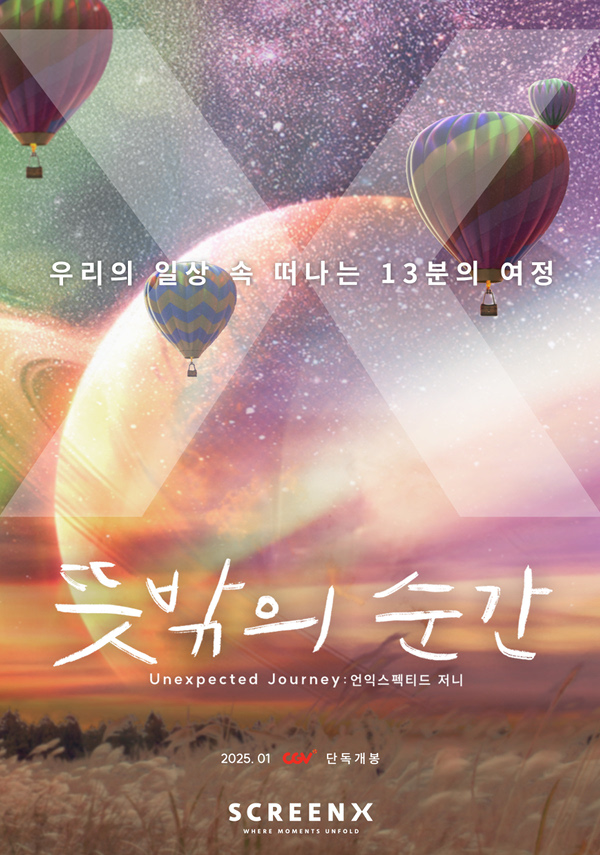 우리의 일상 속 떠나는 13분의 여정
뜻밖의 순간
Unexpected Journey:언익스펙티드 저니
2025. 01 CGV 단독개봉
SCREENX
WHERE MOMENTS UNFOLD